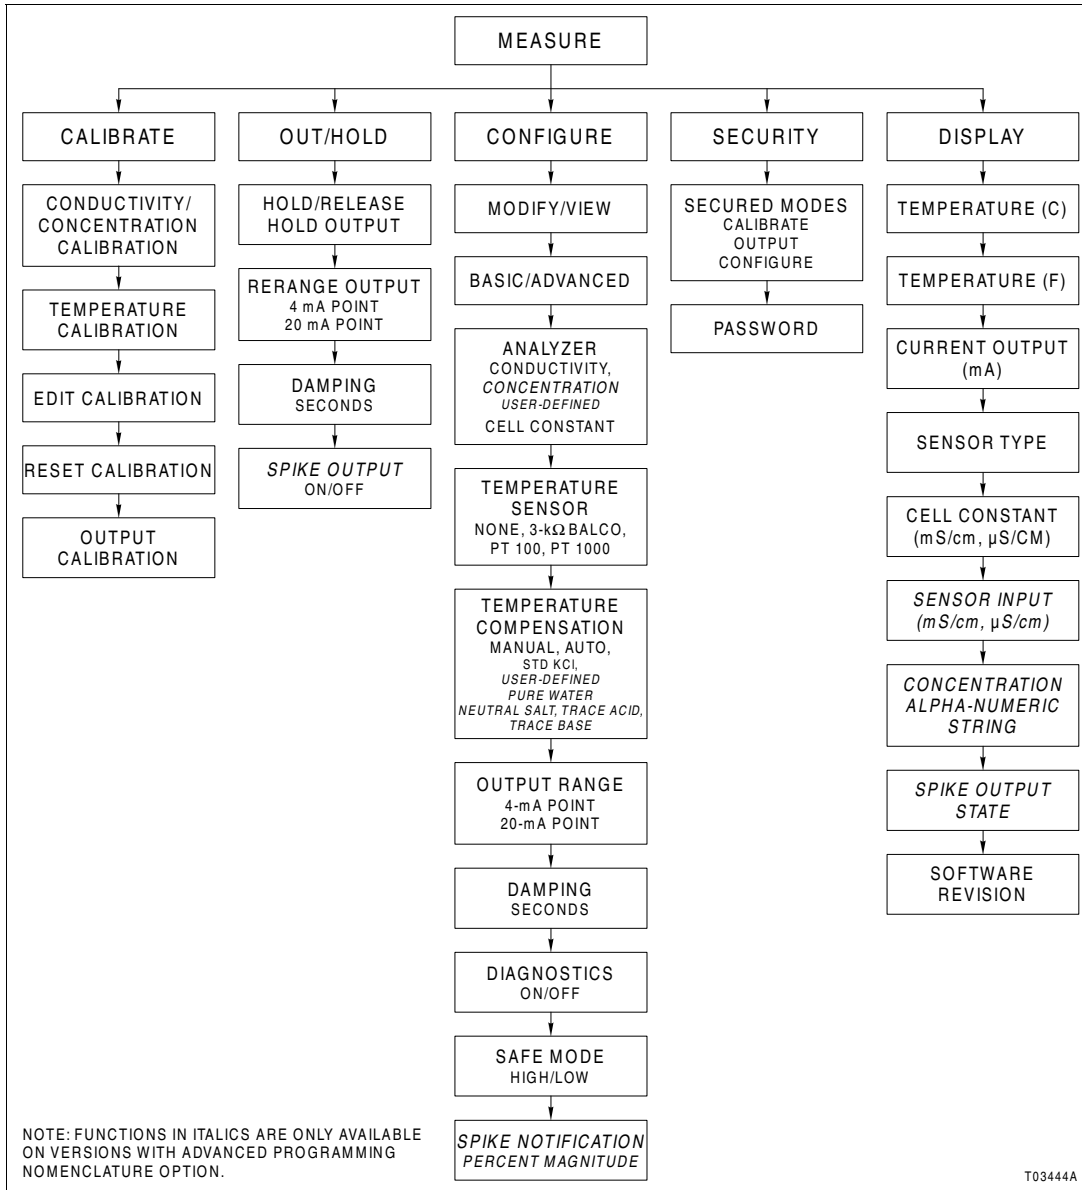 MEASURE
CALIBRATE
CONDUCTIVITY/
CONCENTRATION
CALIBRATION
TEMPERATURE
CALIBRATION
EDIT CALIBRATION
RESET CALIBRATION
OUTPUT
CALIBRATION
OUT/HOLD
HOLD/RELEASE
HOLD OUTPUT
RERANGE OUTPUT
4 mA POINT
20 mA POINT
DAMPING
SECONDS
SPIKE OUTPUT
ON/OFF
CONFIGURE
MODIFY/VIEW
BASIC/ADVANCED
ANALYZER
CONDUCTIVITY,
CONCENTRATION
USER-DEFINED
CELL CONSTANT
TEMPERATURE
SENSOR
NONE, 3-kΩ BALCO,
PT 100, PT 1000
TEMPERATURE
COMPENSATION
MANUAL, AUTO,
STD KCl,
USER-DEFINED
PURE WATER
NEUTRAL SALT, TRACE ACID,
TRACE BASE
OUTPUT RANGE
4-mA POINT
20-mA POINT
DAMPING
SECONDS
DIAGNOSTICS
ON/OFF
SAFE MODE
HIGH/LOW
SPIKE NOTIFICATION
PERCENT MAGNITUDE
SECURITY
SECURED MODES
CALIBRATE
OUTPUT
CONFIGURE
PASSWORD
DISPLAY
TEMPERATURE (C)
TEMPERATURE (F)
CURRENT OUTPUT
(mA)
SENSOR TYPE
CELL CONSTANT
(mS/cm, µS/CM)
SENSOR INPUT
(mS/cm, µS/cm)
CONCENTRATION
ALPHA-NUMERIC
STRING
SPIKE OUTPUT
STATE
SOFTWARE
REVISION
NOTE: FUNCTIONS IN ITALICS ARE ONLY AVAILABLE
ON VERSIONS WITH ADVANCED PROGRAMMING
NOMENCLATURE OPTION.
T03444A